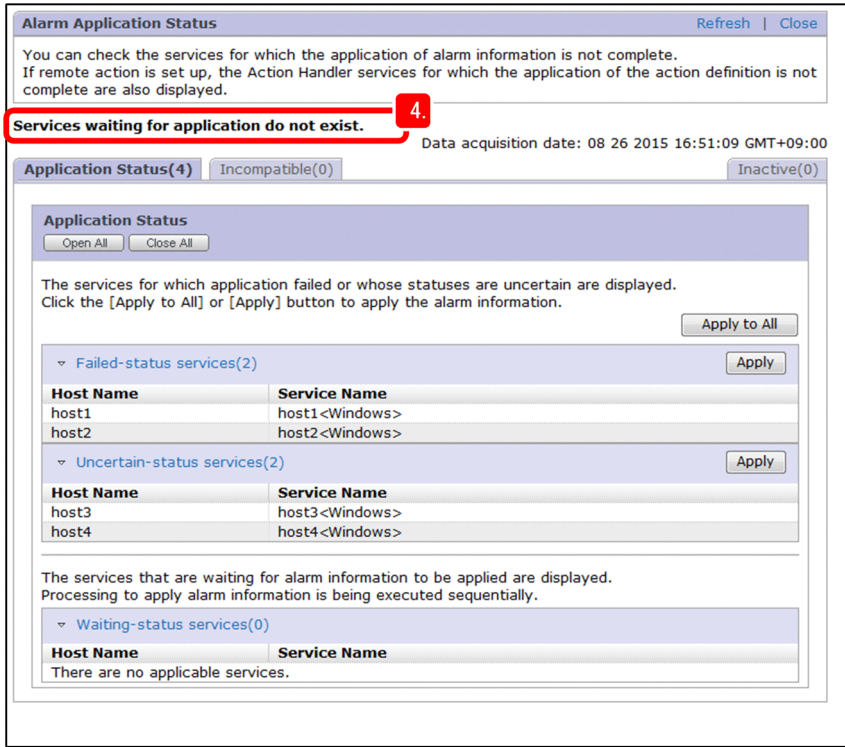 Alarm Application Status
Refresh | Close
You can check the services for which the application of alarm information is not complete.
If remote action is set up, the Action Handler services for which the application of the action definition is not
complete are also displayed.
4.
Services waiting for application do not exist.
Data acquisition date: 08 26 2015 16:51:09 GMT+09:00
Application Status(4) Incompatible(0) Inactive(0)
Application Status
Open All Close All
The services for which application failed or whose statuses are uncertain are displayed.
Click the [Apply to All] or [Apply] button to apply the alarm information.
Apply to All
Failed-status services(2) Apply
Host Name Service Name
host1 host1<Windows>
host2 host2<Windows>
Uncertain-status services(2) Apply
Host Name Service Name
host3 host3<Windows>
host4 host4<Windows>
The services that are waiting for alarm information to be applied are displayed.
Processing to apply alarm information is being executed sequentially.
Waiting-status services(0)
Host Name Service Name
There are no applicable services.